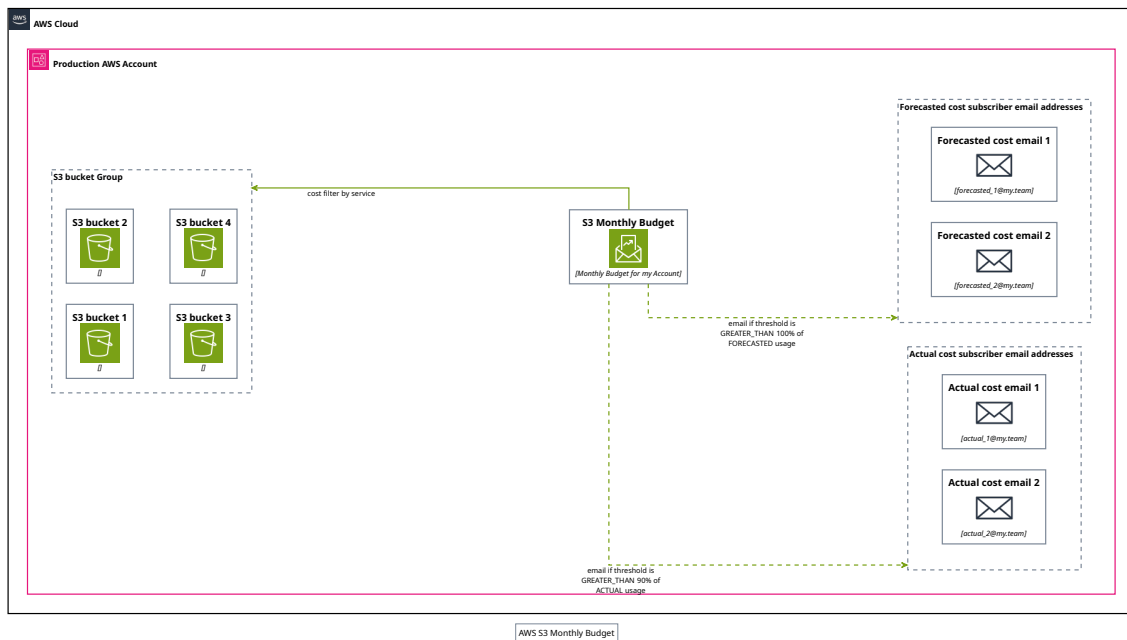 aws
AWS Cloud
Production AWS Account
Forecasted cost subscriber email addresses
Forecasted cost email 1
[forecasted_1@my.team]
Forecasted cost email 2
[forecasted_2@my.team]
S3 bucket Group
S3 bucket 2
[]
S3 bucket 4
[]
S3 bucket 1
[]
S3 bucket 3
[]
cost filter by service
S3 Monthly Budget
[Monthly Budget for my Account]
email if threshold is
GREATER_THAN 100% of
FORECASTED usage
Actual cost subscriber email addresses
Actual cost email 1
[actual_1@my.team]
Actual cost email 2
[actual_2@my.team]
email if threshold is
GREATER_THAN 90% of
ACTUAL usage
AWS S3 Monthly Budget